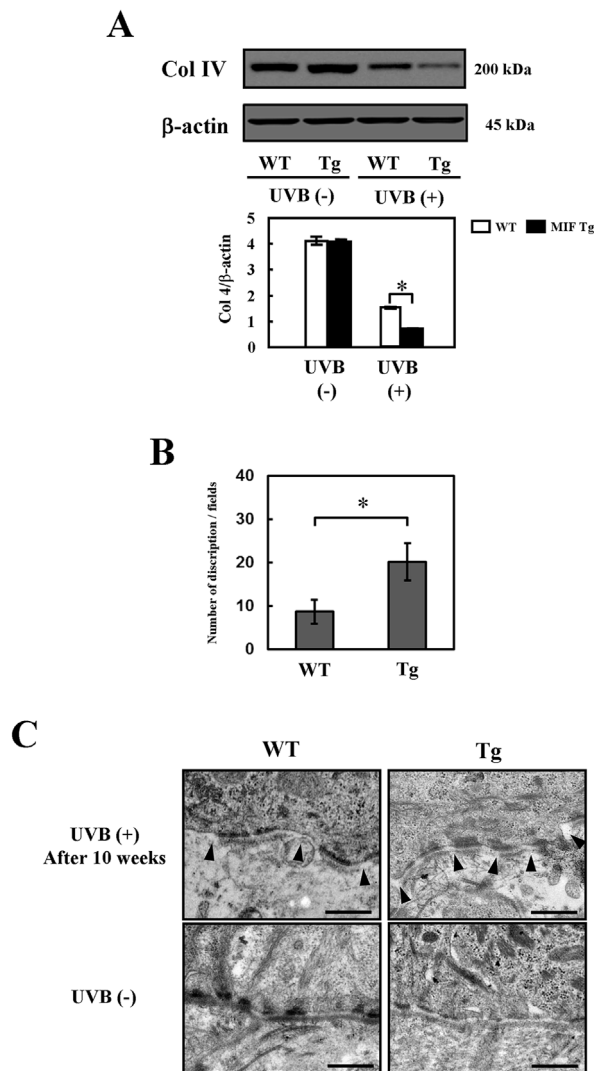 A
Col IV
200 kDa
β-actin
45 kDa
WT Tg WT Tg
UVB (-) UVB (+)
WT MIF Tg
Col 4/β-actin
5
4
3
2
1
0
*
UVB (-)
UVB (+)
B
Number of discription / fields
40
30
20
10
0
*
WT Tg
C
WT Tg
UVB (+)
After 10 weeks
UVB (-)